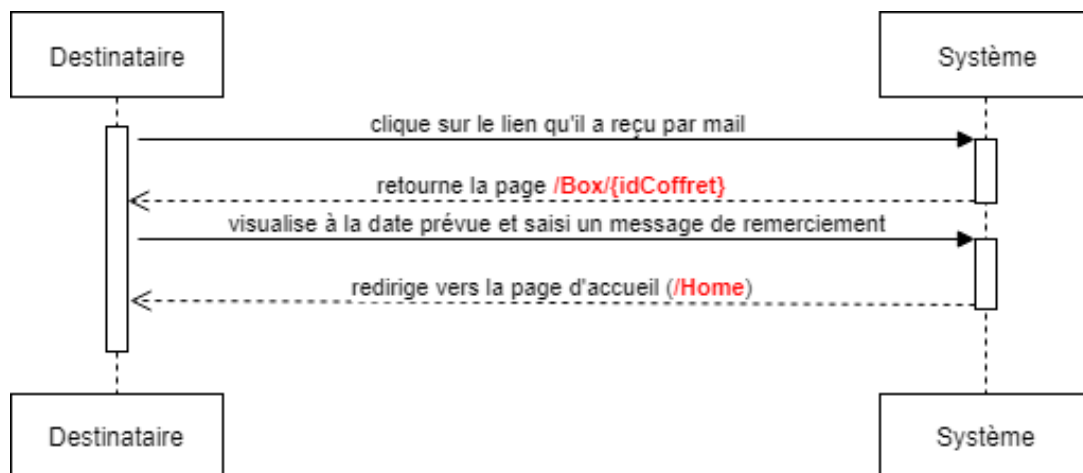 Destinataire
Système
clique sur le lien qu'il a reçu par mail
retourne la page /Box/{idCoffret}
visualise à la date prévue et saisi un message de remerciement
redirige vers la page d'accueil (/Home)
Destinataire
Système